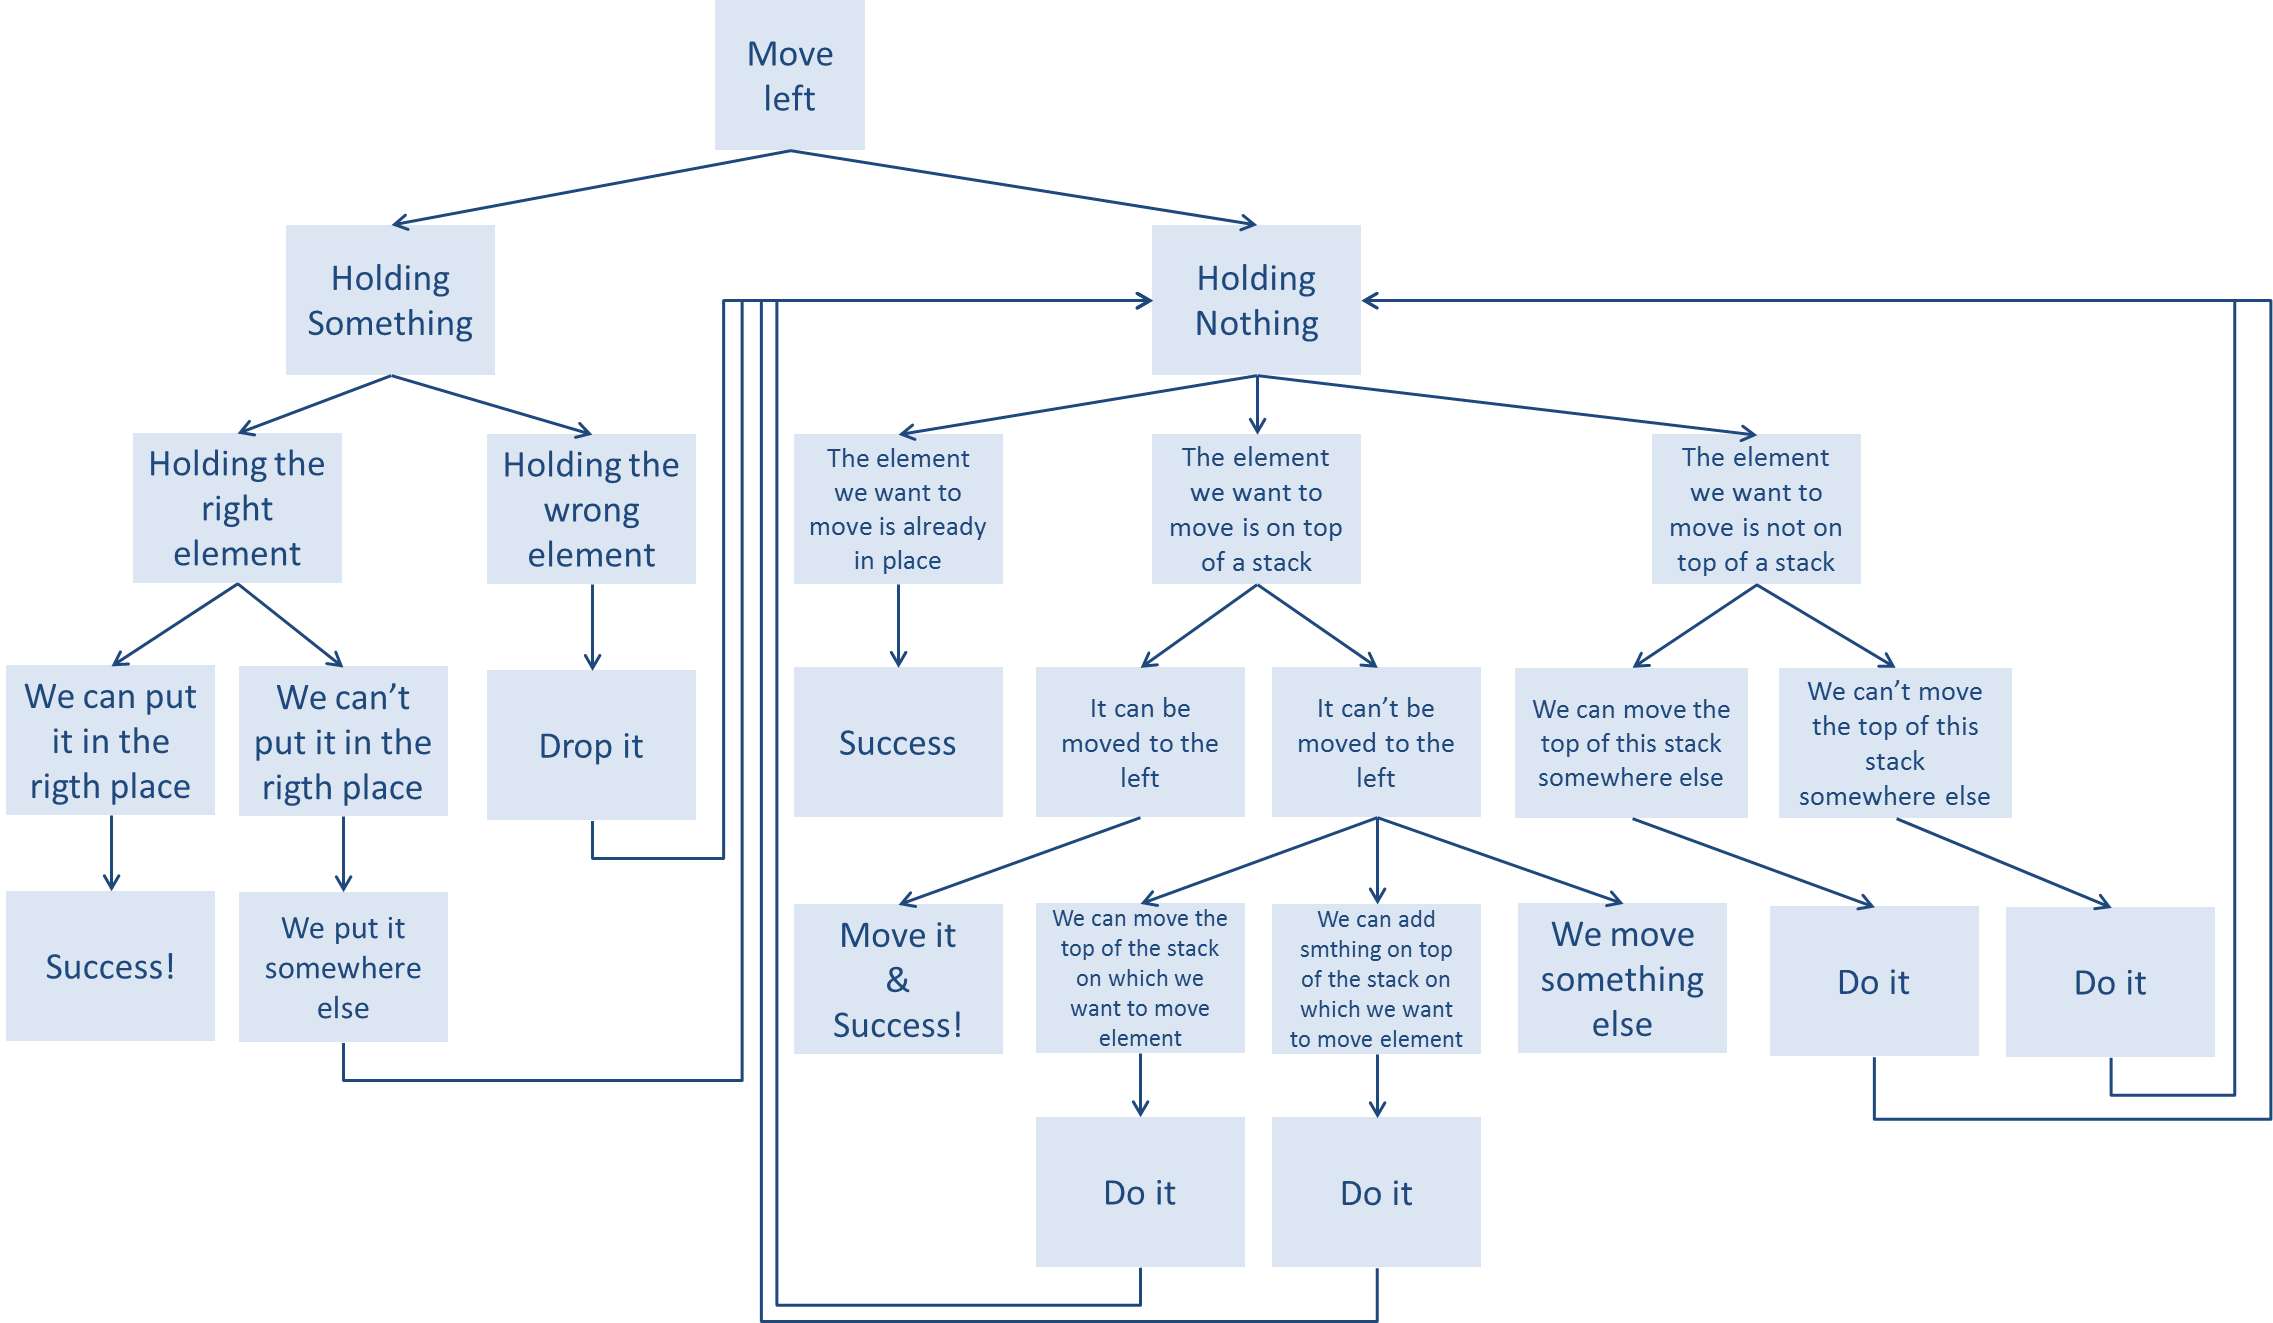 Move
left
Holding
Something
Holding
Nothing
Holding the
right
element
Holding the
wrong
element
The element
we want to
move is already
in place
The element
we want to
move is on top
of a stack
The element
we want to
move is not on
top of a stack
We can put
it in the
rigth place
We can’t
put it in the
rigth place
Drop it
Success
It can be
moved to the
left
It can’t be
moved to the
left
We can move the
top of this stack
somewhere else
We can’t move
the top of this
stack
somewhere else
Success!
We put it
somewhere
else
Move it
&
Success!
We can move the
top of the stack
on which we
want to move
element
We can add
smthing on top
of the stack on
which we want
to move element
We move
something
else
Do it
Do it
Do it
Do it